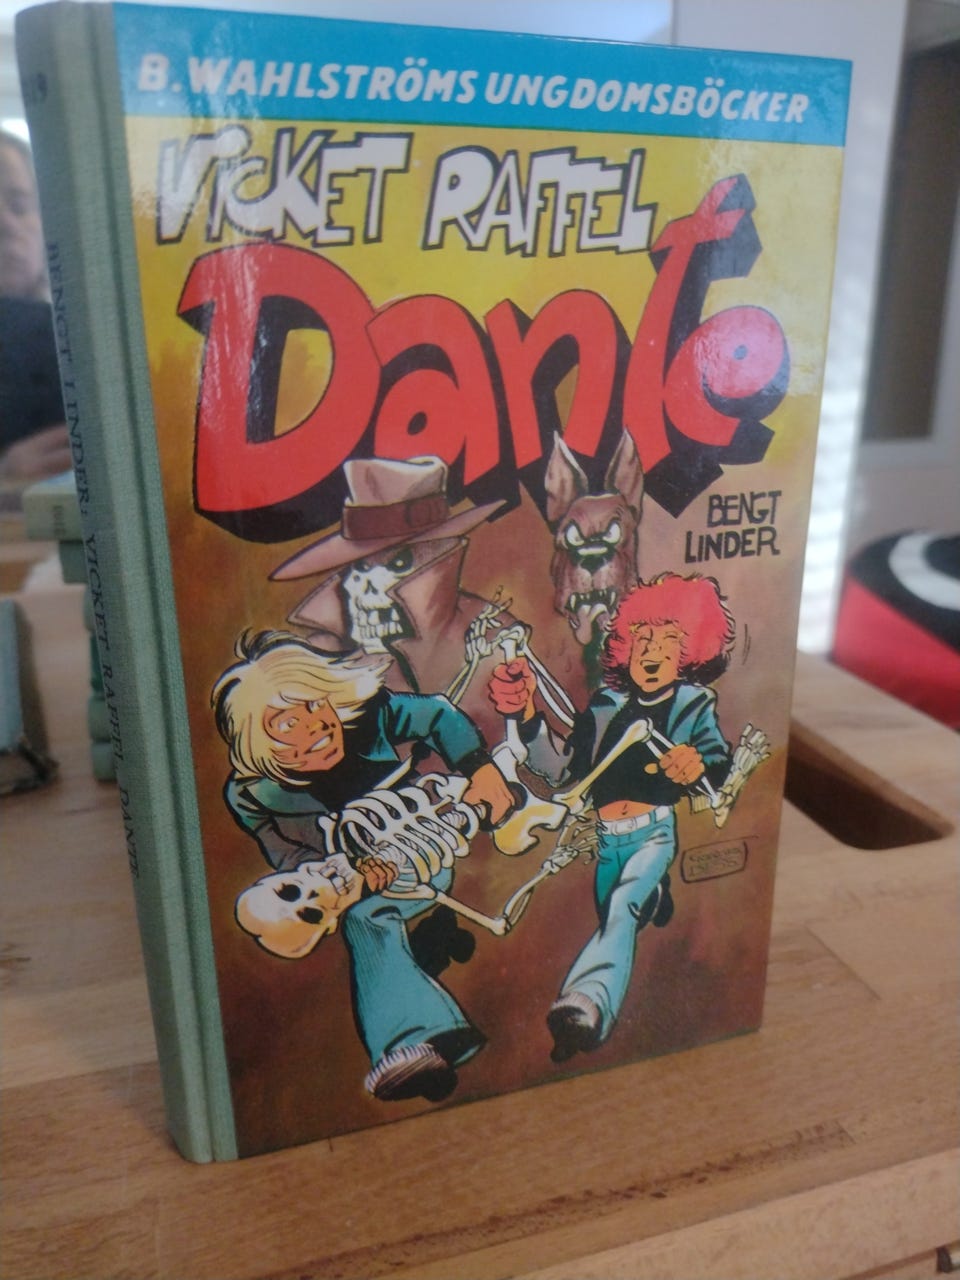 B. WAHLSTRÖMS UNGDOMSBÖCKER
VICKET RAFFEL
Dante
BENGT
LINDER
BENGT LINDER: VICKET RAFFEL, DANTE